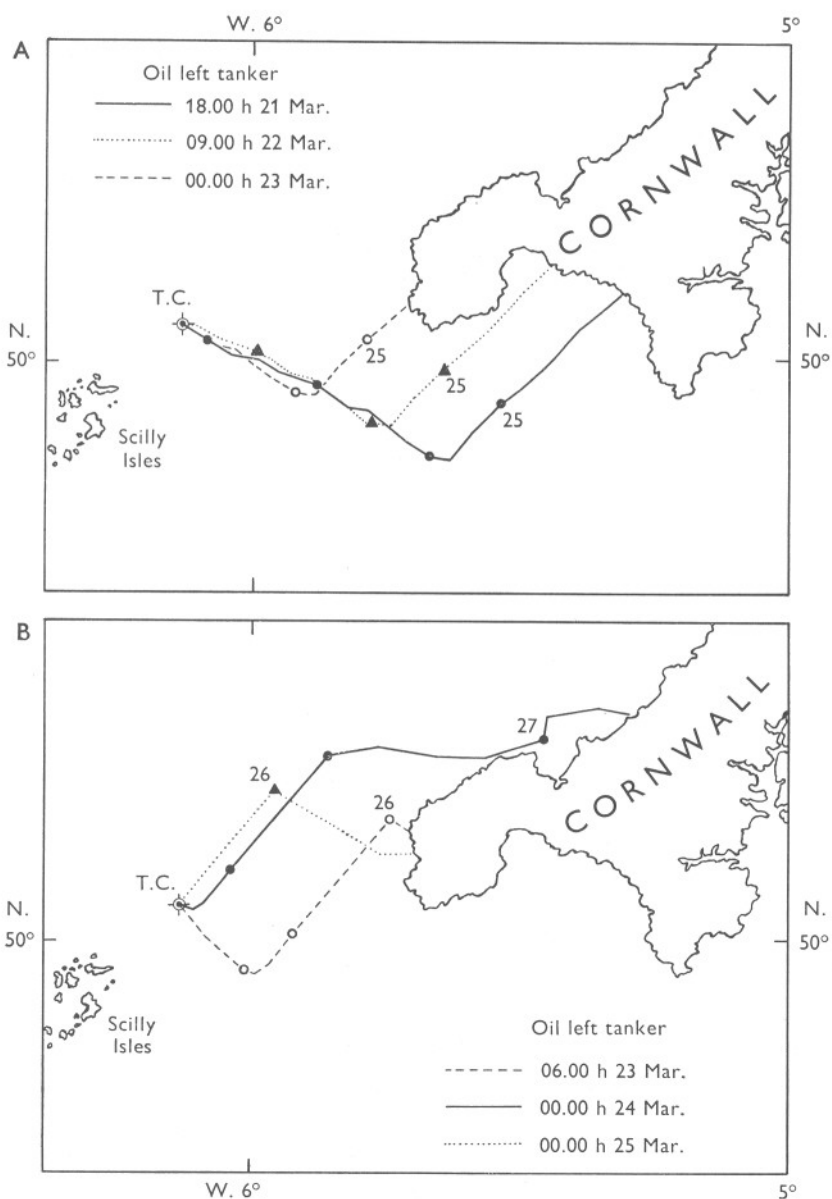 W. 6°
5°
A
Oil left tanker
18.00 h 21 Mar.
09.00 h 22 Mar.
00.00 h 23 Mar.
CORNWALL
T.C.
N.
50°
50°
25
25
25
Scilly
Isles
B
27
26
26
CORNWALL
T.C.
N.
50°
N.
50°
Scilly
Isles
Oil left tanker
06.00 h 23 Mar.
00.00 h 24 Mar.
00.00 h 25 Mar.
W. 6°
5°